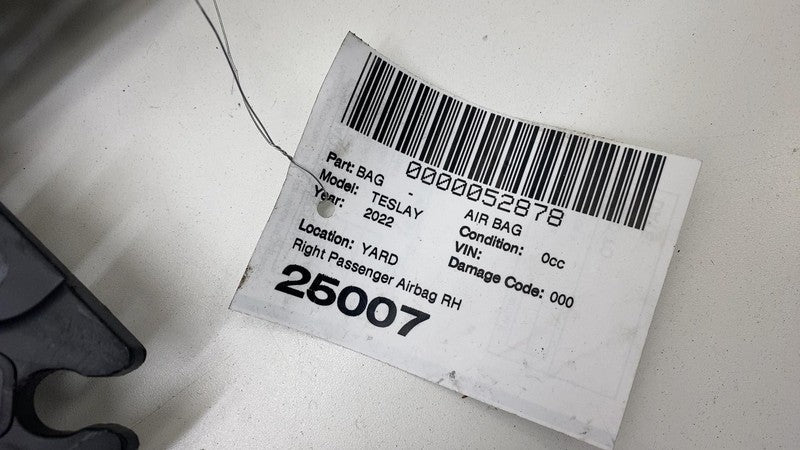 0000052878
Part: BAG - AIR BAG
Model: TESLAY Condition: 0cc
Year: 2022 VIN:
Damage Code: 000
Location: YARD
Right Passenger Airbag RH
25007